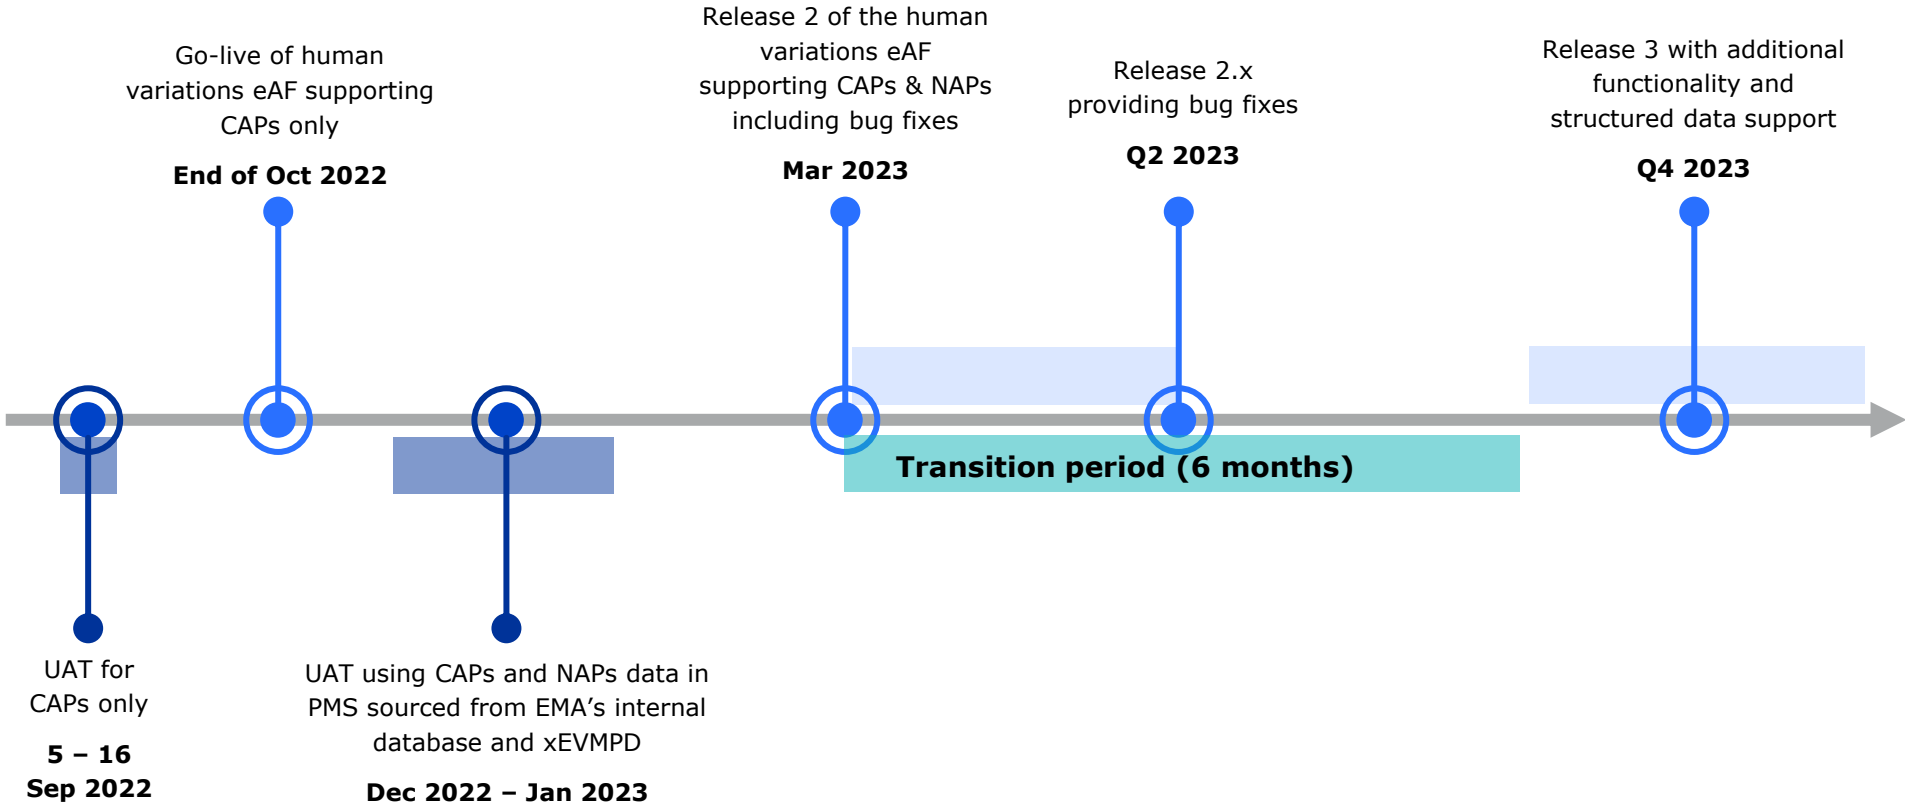 Go-live of human
variations eAF supporting
CAPs only
End of Oct 2022
Release 2 of the human
variations eAF
supporting CAPs & NAPs
including bug fixes
Mar 2023
Release 2.x
providing bug fixes
Q2 2023
Release 3 with additional
functionality and
structured data support
Q4 2023
Transition period (6 months)
UAT for
CAPs only
5 – 16
Sep 2022
UAT using CAPs and NAPs data in
PMS sourced from EMA’s internal
database and xEVMPD
Dec 2022 – Jan 2023